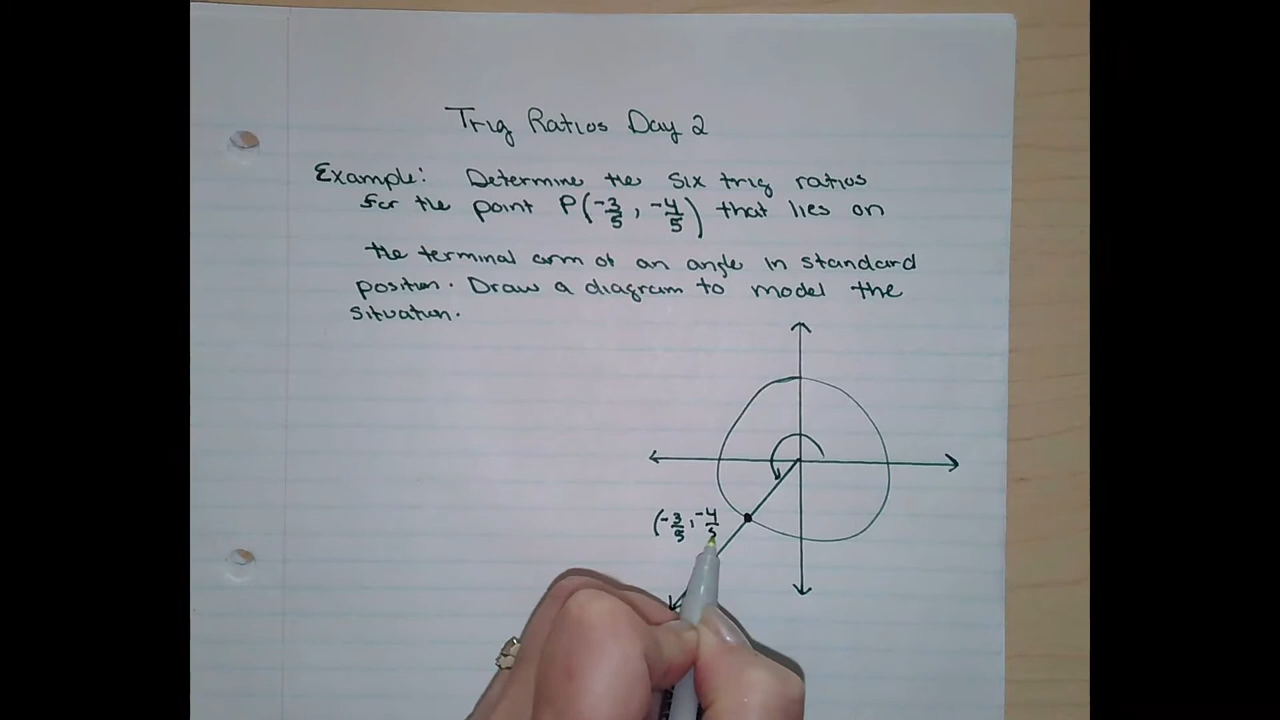 Trig Ratios Day 2
Example: Determine the six trig ratios
for the point P(-3/5, -4/5) that lies on
the terminal arm of an angle in standard
position. Draw a diagram to model the
situation.
(-3/5, -4/5